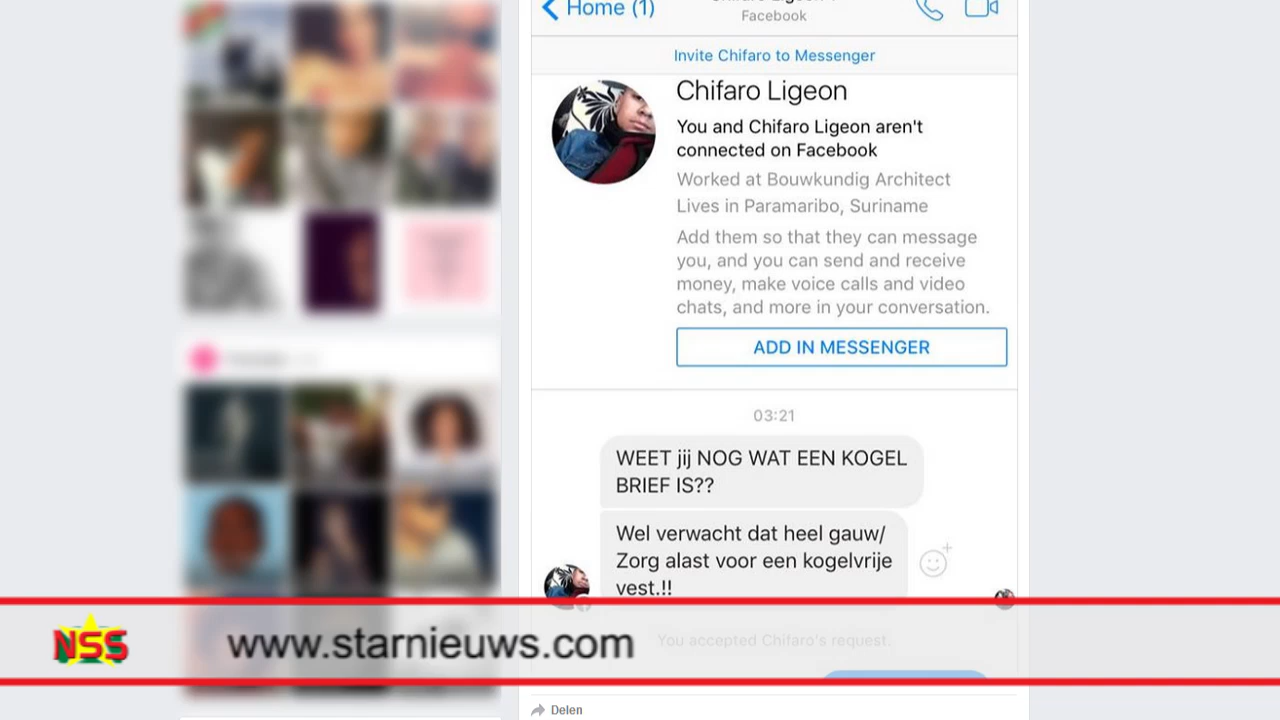 Home (1)
Facebook
Invite Chifaro to Messenger
Chifaro Ligeon
You and Chifaro Ligeon aren't
connected on Facebook
Worked at Bouwkundig Architect
Lives in Paramaribo, Suriname
Add them so that they can message
you, and you can send and receive
money, make voice calls and video
chats, and more in your conversation.
ADD IN MESSENGER
03:21
WEET jij NOG WAT EEN KOGEL
BRIEF IS??
Wel verwacht dat heel gauw/
Zorg alast voor een kogelvrije
vest.!!
You accepted Chifaro's request.
NSS
www.starnieuws.com
Delen